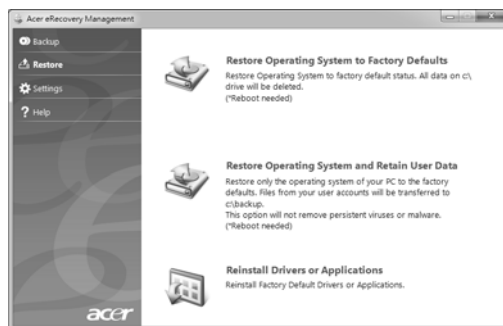 Acer eRecovery Management
Backup
Restore
Settings
Help
Restore Operating System to Factory Defaults
Restore Operating System to factory default status. All data on c:\
drive will be deleted.
(*Reboot needed)
Restore Operating System and Retain User Data
Restore only the operating system of your PC to the factory
defaults. Files from your user accounts will be transferred to
c:\backup.
This option will not remove persistent viruses or malware.
(*Reboot needed)
Reinstall Drivers or Applications
Reinstall Factory Default Drivers or Applications.
acer